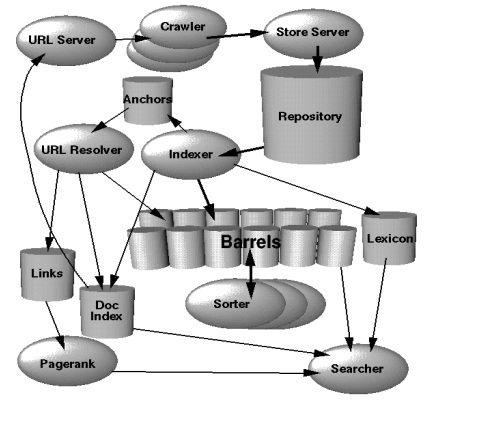 URL Server
Crawler
Store Server
Anchors
Repository
URL Resolver
Indexer
Barrels
Lexicon
Links
Doc
Index
Sorter
Pagerank
Searcher